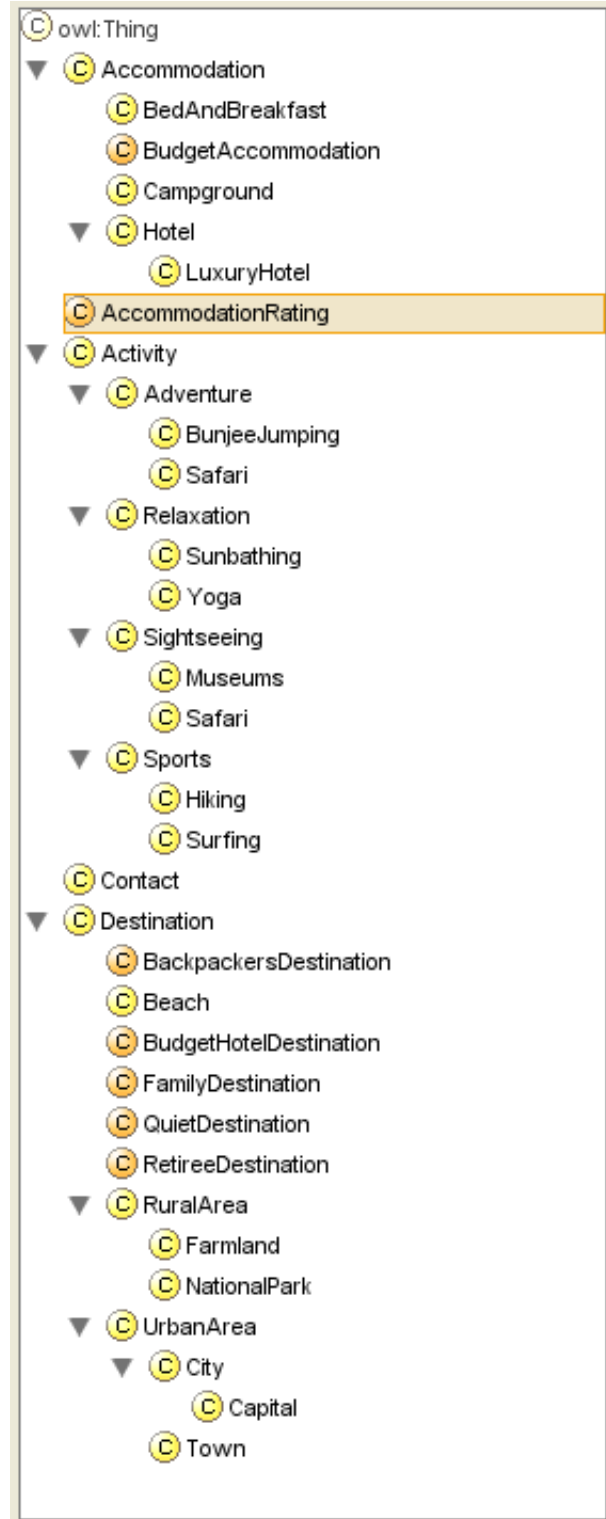 C owl:Thing
C Accommodation
C BedAndBreakfast
C BudgetAccommodation
C Campground
C Hotel
C LuxuryHotel
C AccommodationRating
C Activity
C Adventure
C BunjeeJumping
C Safari
C Relaxation
C Sunbathing
C Yoga
C Sightseeing
C Museums
C Safari
C Sports
C Hiking
C Surfing
C Contact
C Destination
C BackpackersDestination
C Beach
C BudgetHotelDestination
C FamilyDestination
C QuietDestination
C RetireeDestination
C RuralArea
C Farmland
C NationalPark
C UrbanArea
C City
C Capital
C Town